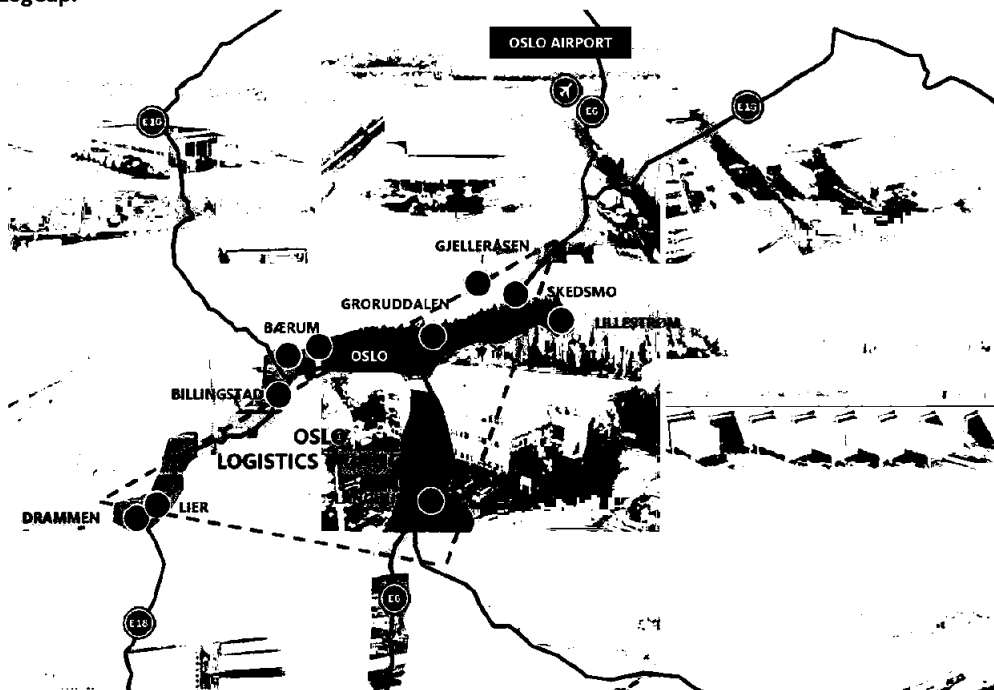 OSLO AIRPORT
E6
E16
E16
GJELLERÅSEN
SKEDSMO
GRORUDDALEN
LILLESTRØM
BÆRUM
OSLO
BILLINGSTAD
OSLO
LOGISTICS
LIER
DRAMMEN
E6
E18